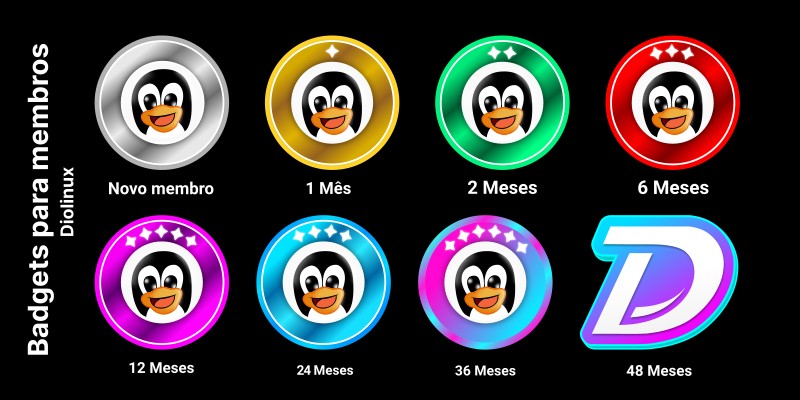 Badgets para membros
Diolinux
Novo membro
1 Mês
2 Meses
6 Meses
12 Meses
24 Meses
36 Meses
D
48 Meses